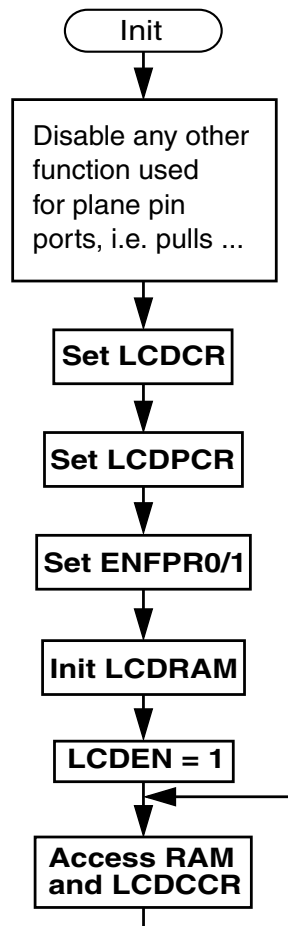 Init
Disable any other
function used
for plane pin
ports, i.e. pulls ...
Set LCDCR
Set LCDPCR
Set ENFPR0/1
Init LCDRAM
LCDEN = 1
Access RAM
and LCDCCR